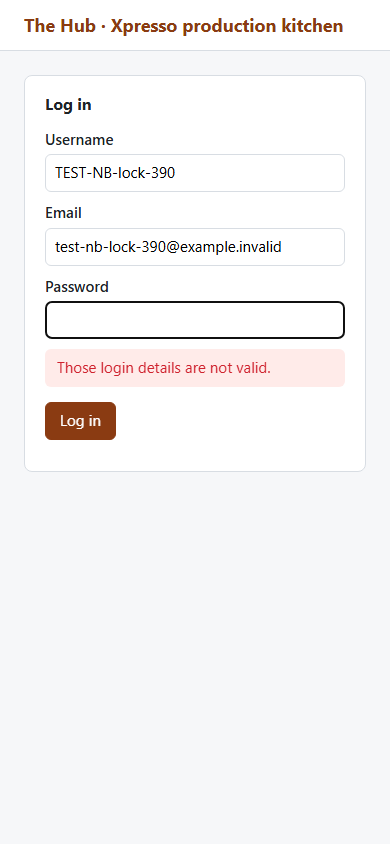 The Hub · Xpresso production kitchen
Log in
Username
TEST-NB-lock-390
Email
test-nb-lock-390@example.invalid
Password
Those login details are not valid.
Log in